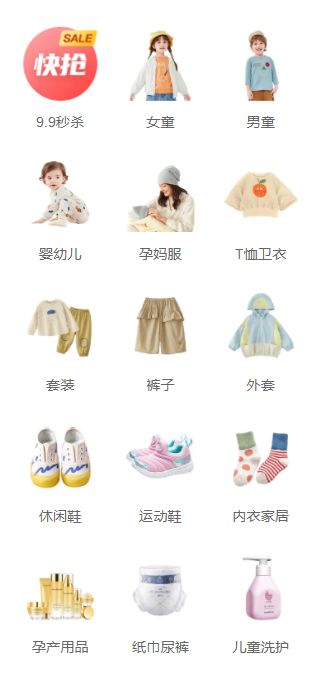 SALE
快抢
9.9秒杀
女童
男童
婴幼儿
孕妈服
T恤卫衣
套装
裤子
外套
休闲鞋
运动鞋
内衣家居
孕产用品
纸巾尿裤
儿童洗护